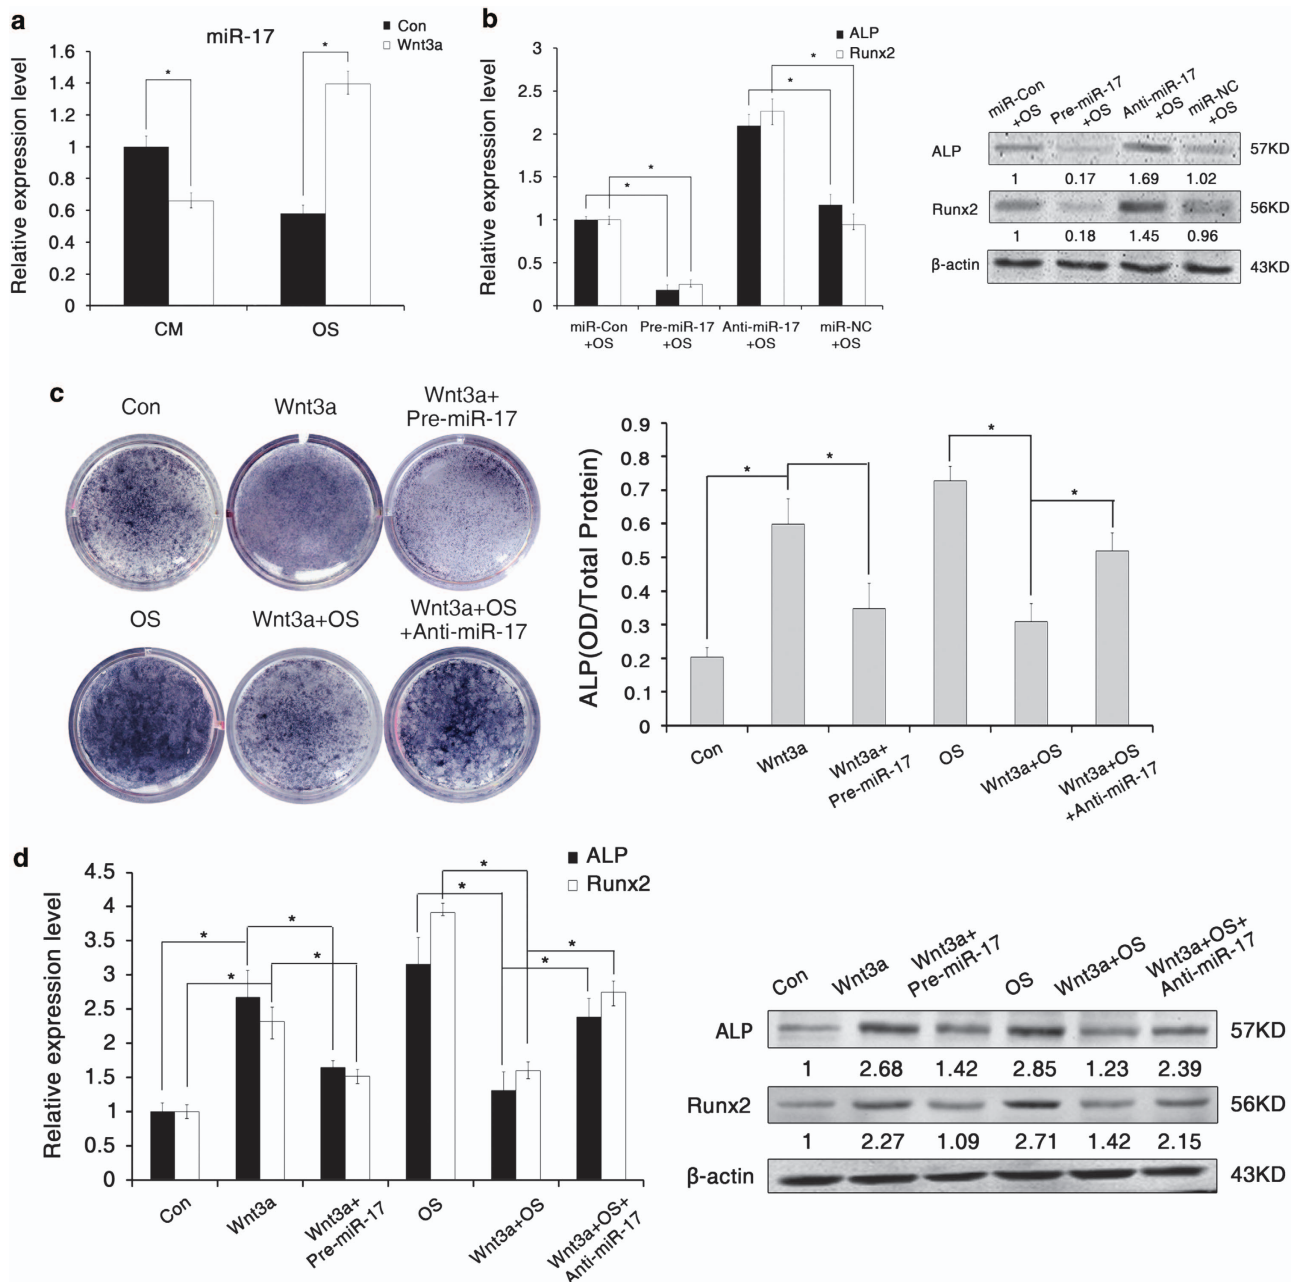 a
miR-17
Con
Wnt3a
Relative expression level
1.6
1.4
1.2
1
0.8
0.6
0.4
0.2
0
*
*
CM
OS
b
ALP
Runx2
Relative expression level
3
2.5
2
1.5
1
0.5
0
*
*
*
*
miR-Con
+OS
Pre-miR-17
+OS
Anti-miR-17
+OS
miR-NC
+OS
miR-Con
+OS
Pre-miR-17
+OS
Anti-miR-17
+OS
miR-NC
+OS
ALP
57KD
1 0.17 1.69 1.02
Runx2
56KD
1 0.18 1.45 0.96
β-actin
43KD
c
Con
Wnt3a
Wnt3a+
Pre-miR-17
OS
Wnt3a+OS
Wnt3a+OS
+Anti-miR-17
ALP(OD/Total Protein)
0.9
0.8
0.7
0.6
0.5
0.4
0.3
0.2
0.1
0
*
*
*
*
Con
Wnt3a
Wnt3a+
Pre-miR-17
OS
Wnt3a+OS
Wnt3a+OS
+Anti-miR-17
d
ALP
Runx2
Relative expression level
4.5
4
3.5
3
2.5
2
1.5
1
0.5
0
*
*
*
*
*
*
*
*
Con
Wnt3a
Wnt3a+
Pre-miR-17
OS
Wnt3a+OS
Wnt3a+OS+
Anti-miR-17
Con
Wnt3a
Wnt3a+
Pre-miR-17
OS
Wnt3a+OS
Wnt3a+OS+
Anti-miR-17
ALP
57KD
1 2.68 1.42 2.85 1.23 2.39
Runx2
56KD
1 2.27 1.09 2.71 1.42 2.15
β-actin
43KD